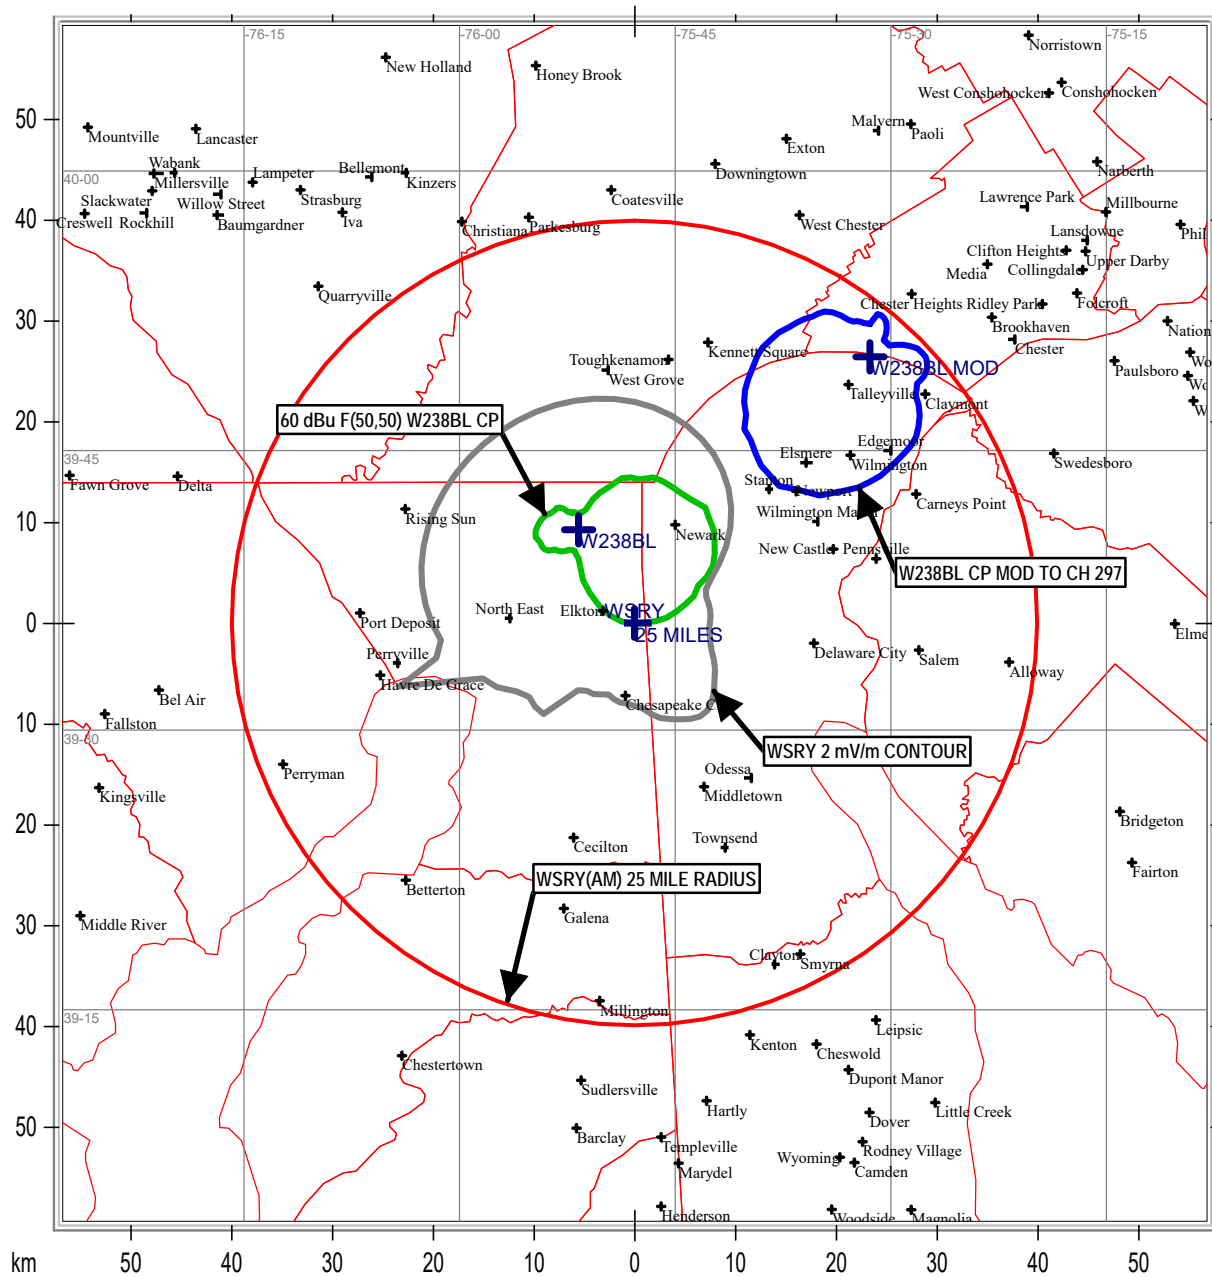 -76-15
-76-00
-75-45
-75-30
-75-15
Norristown
New Holland
Honey Brook
West Conshohocken
Conshohocken
50
Mountville
Lancaster
Malvern
Paoli
Exton
Wabank
Bellemont
Downingtown
Narberth
40-00
Millersville
Lampeter
Kinzers
Slackwater
Willow Street
Strasburg
Coatesville
Lawrence Park
Millbourne
40
Creswell
Rockhill
Baumgardner
Iva
Christiana
Parkesburg
West Chester
Lansdowne
Phil
Clifton Heights
Upper Darby
Media
Collingdale
Quarryville
Chester Heights
Ridley Park
Folcroft
30
Brookhaven
Nation
Kennett Square
Chester
Toughkenamon
W238BL MOD
Paulsboro
Wo
West Grove
Talleyville
Claymont
Wo
W
20
60 dBu F(50,50) W238BL CP
Edgemoor
39-45
Elsmere
Wilmington
Swedesboro
Fawn Grove
Delta
Stanton
Newport
Carneys Point
10
Rising Sun
Wilmington Manor
Newark
W238BL
New Castle
Pennsville
W238BL CP MOD TO CH 297
North East
Elkton
WSRY
0
Port Deposit
25 MILES
Elme
Perryville
Delaware City
Salem
Alloway
Havre De Grace
Bel Air
Chesapeake C
Fallston
10
39-30
WSRY 2 mV/m CONTOUR
Perryman
Odessa
Kingsville
Middletown
20
Bridgeton
Cecilton
Townsend
Fairton
WSRY(AM) 25 MILE RADIUS
Betterton
Middle River
Galena
30
Clayton
Smyrna
Millington
39-15
40
Leipsic
Kenton
Cheswold
Chestertown
Dupont Manor
Sudlersville
Hartly
Little Creek
Dover
50
Barclay
Templeville
Rodney Village
Wyoming
Camden
Marydel
Henderson
Woodside
Magnolia
km
50
40
30
20
10
0
10
20
30
40
50